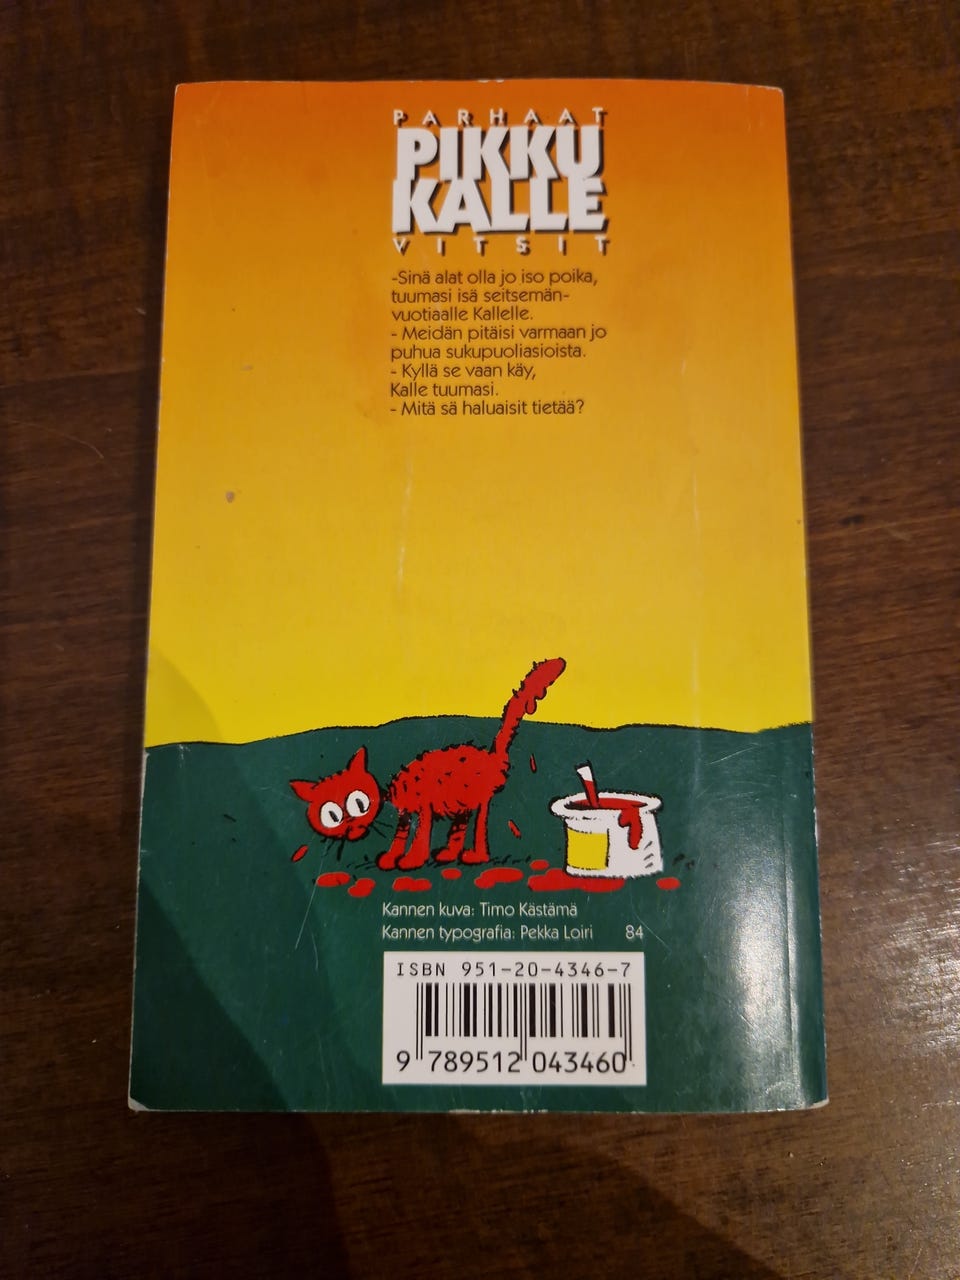 PARHAAT
PIKKU
KALLE
VITSIT
-Sinä alat olla jo iso poika,
tuumasi isä seitsemän-
vuotiaalle Kallelle.
- Meidän pitäisi varmaan jo
puhua sukupuoliasioista.
- Kyllä se vaan käy,
Kalle tuumasi.
- Mitä sä haluaisit tietää?
Kannen kuva: Timo Kästämä
Kannen typografia: Pekka Loiri 84
ISBN 951-20-4346-7
9 789512 043460